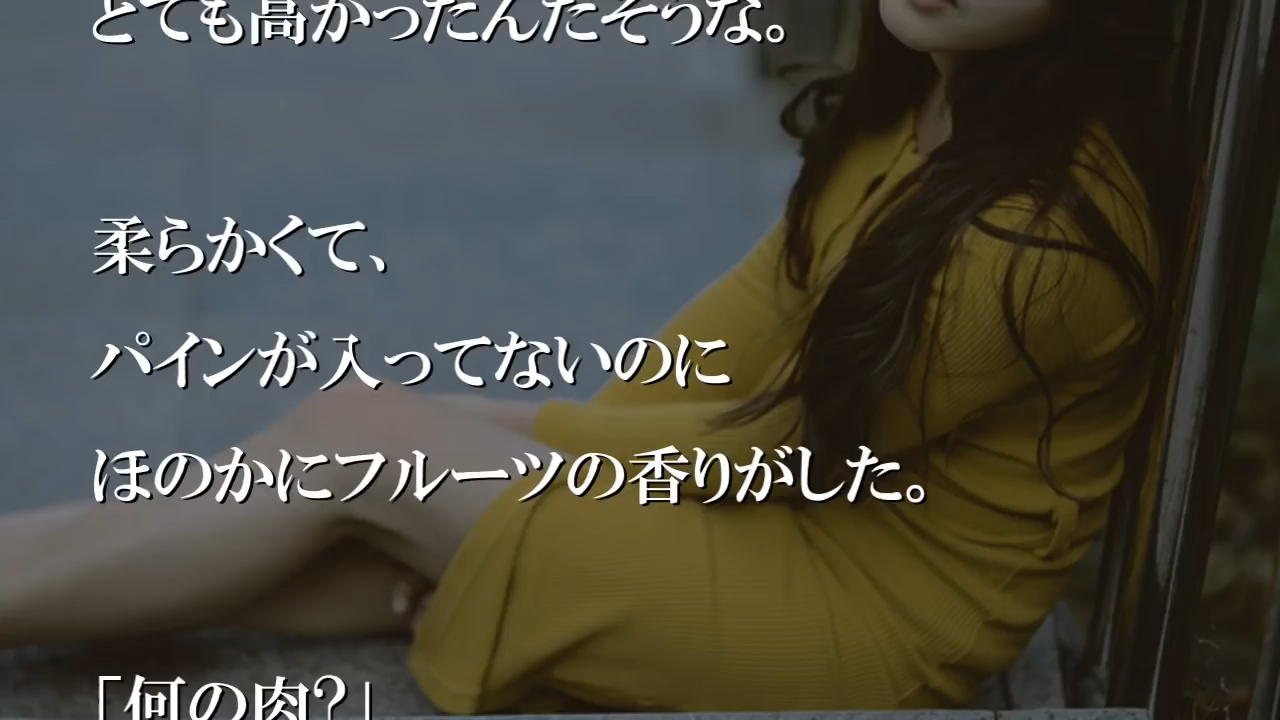 とても高かったんだそうな。
柔らかくて、
パインが入ってないのに
ほのかにフルーツの香りがした。
「何の肉?」